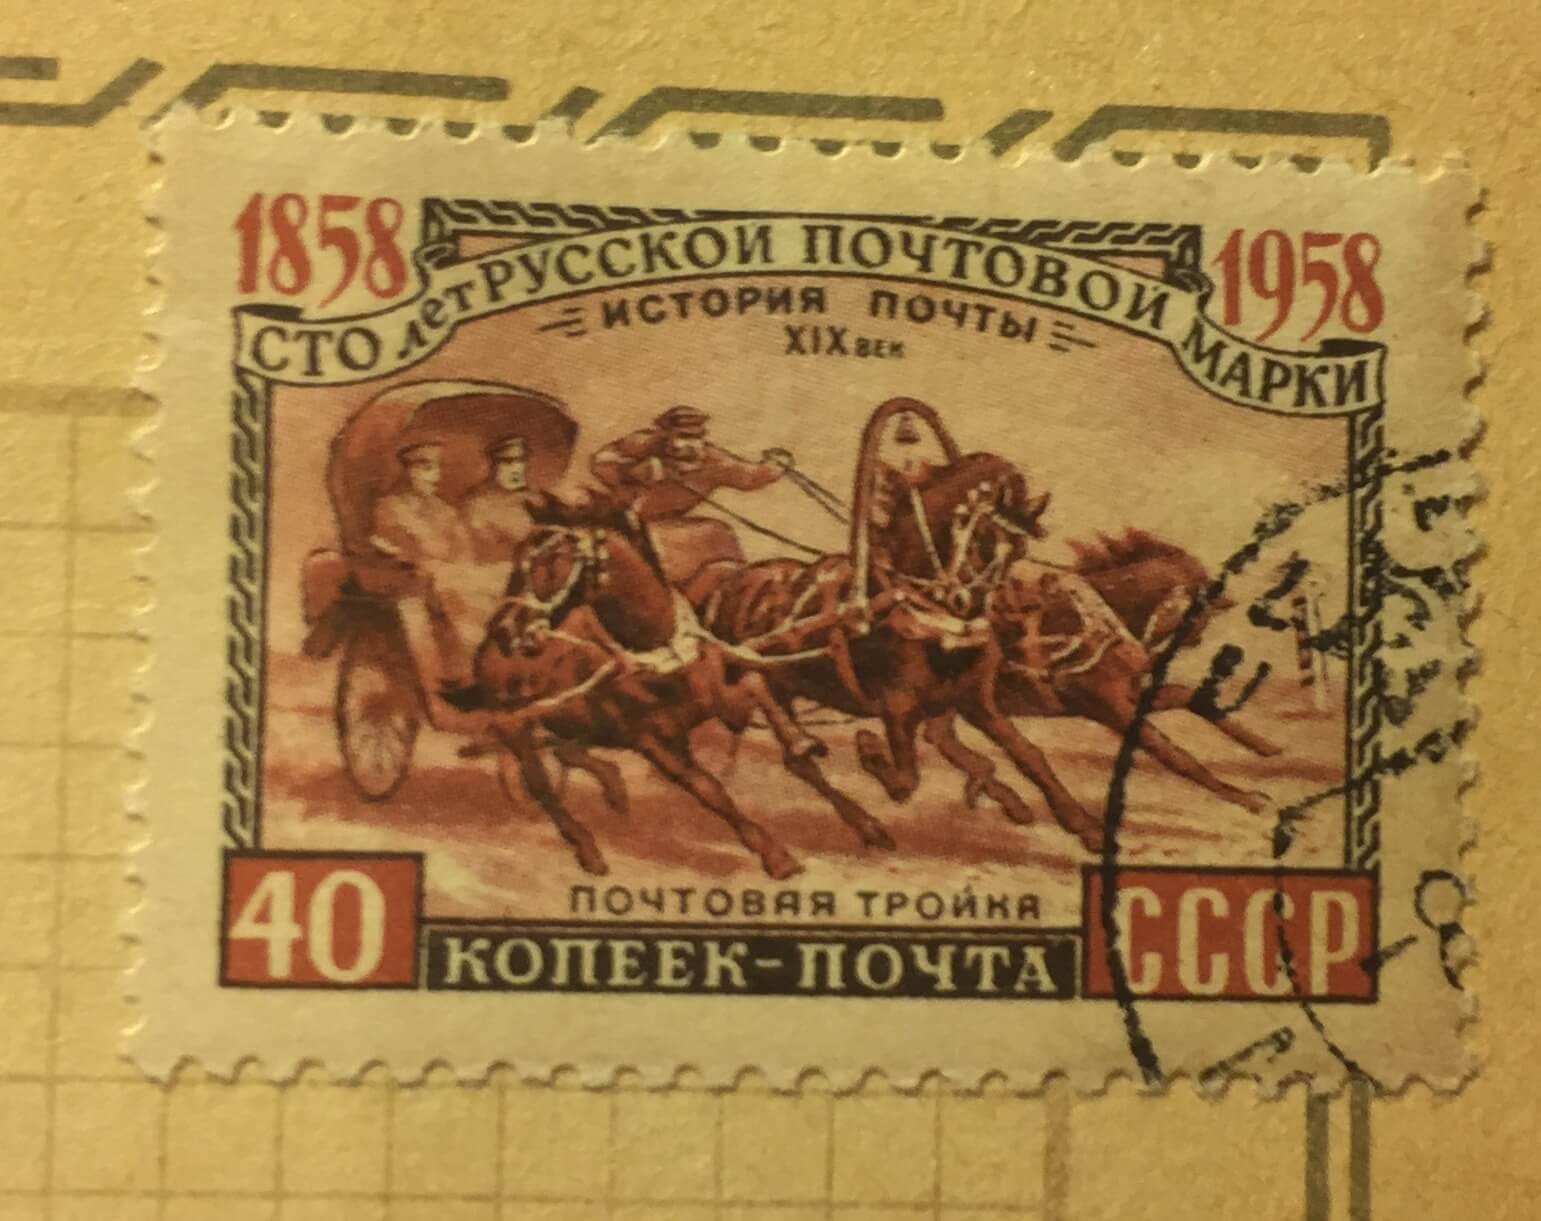 1858
1958
СТО лет РУССКОЙ ПОЧТОВОЙ МАРКИ
ИСТОРИЯ ПОЧТЫ
XIX ВЕК
ПОЧТОВАЯ ТРОЙКА
40
КОПЕЕК-ПОЧТА
СССР